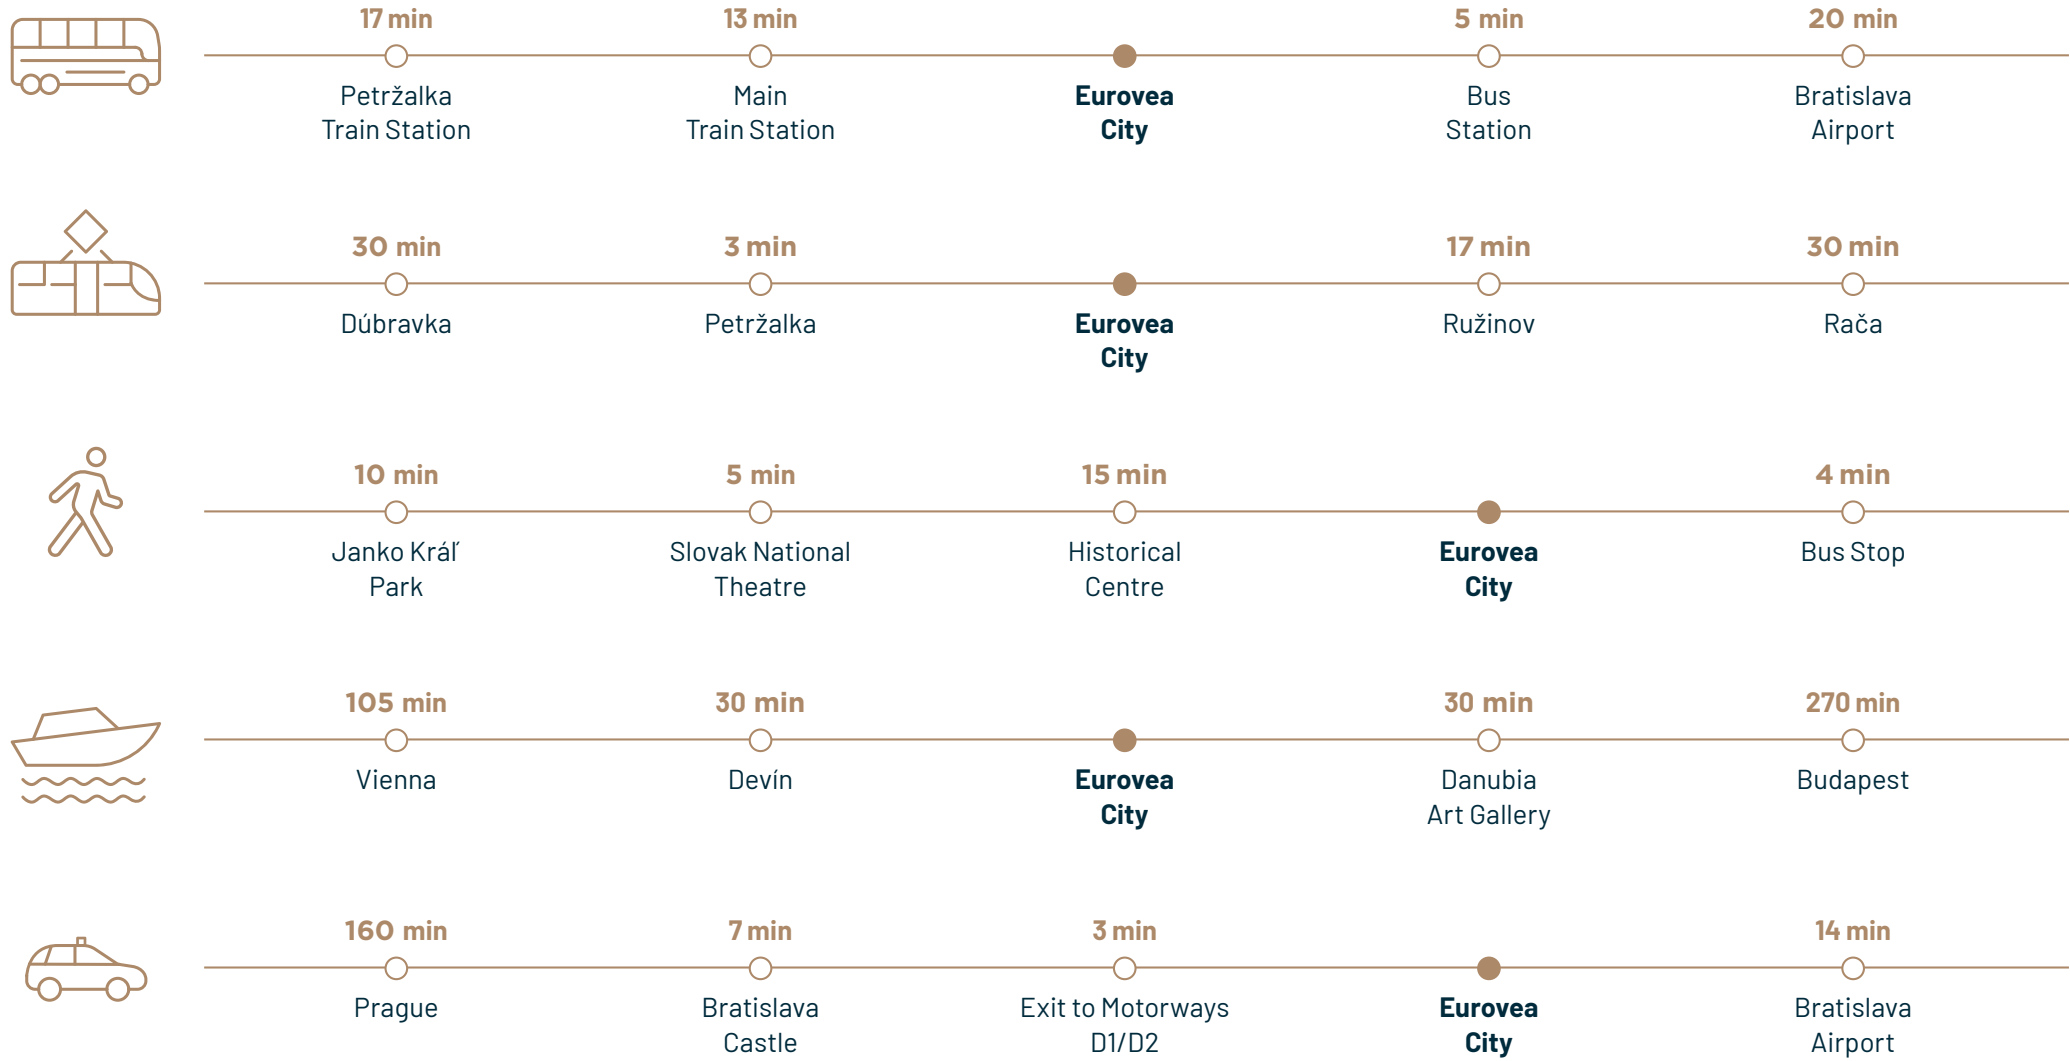 17 min 13 min 5 min 20 min
Petržalka Main Eurovea Bus Bratislava
Train Station Train Station City Station Airport
30 min 3 min 17 min 30 min
Dúbravka Petržalka Eurovea Ružinov Rača
City
10 min 5 min 15 min 4 min
Janko Kráľ Slovak National Historical Eurovea Bus Stop
Park Theatre Centre City
105 min 30 min 30 min 270 min
Vienna Devín Eurovea Danubia Budapest
City Art Gallery
160 min 7 min 3 min 14 min
Prague Bratislava Exit to Motorways Eurovea Bratislava
Castle D1/D2 City Airport